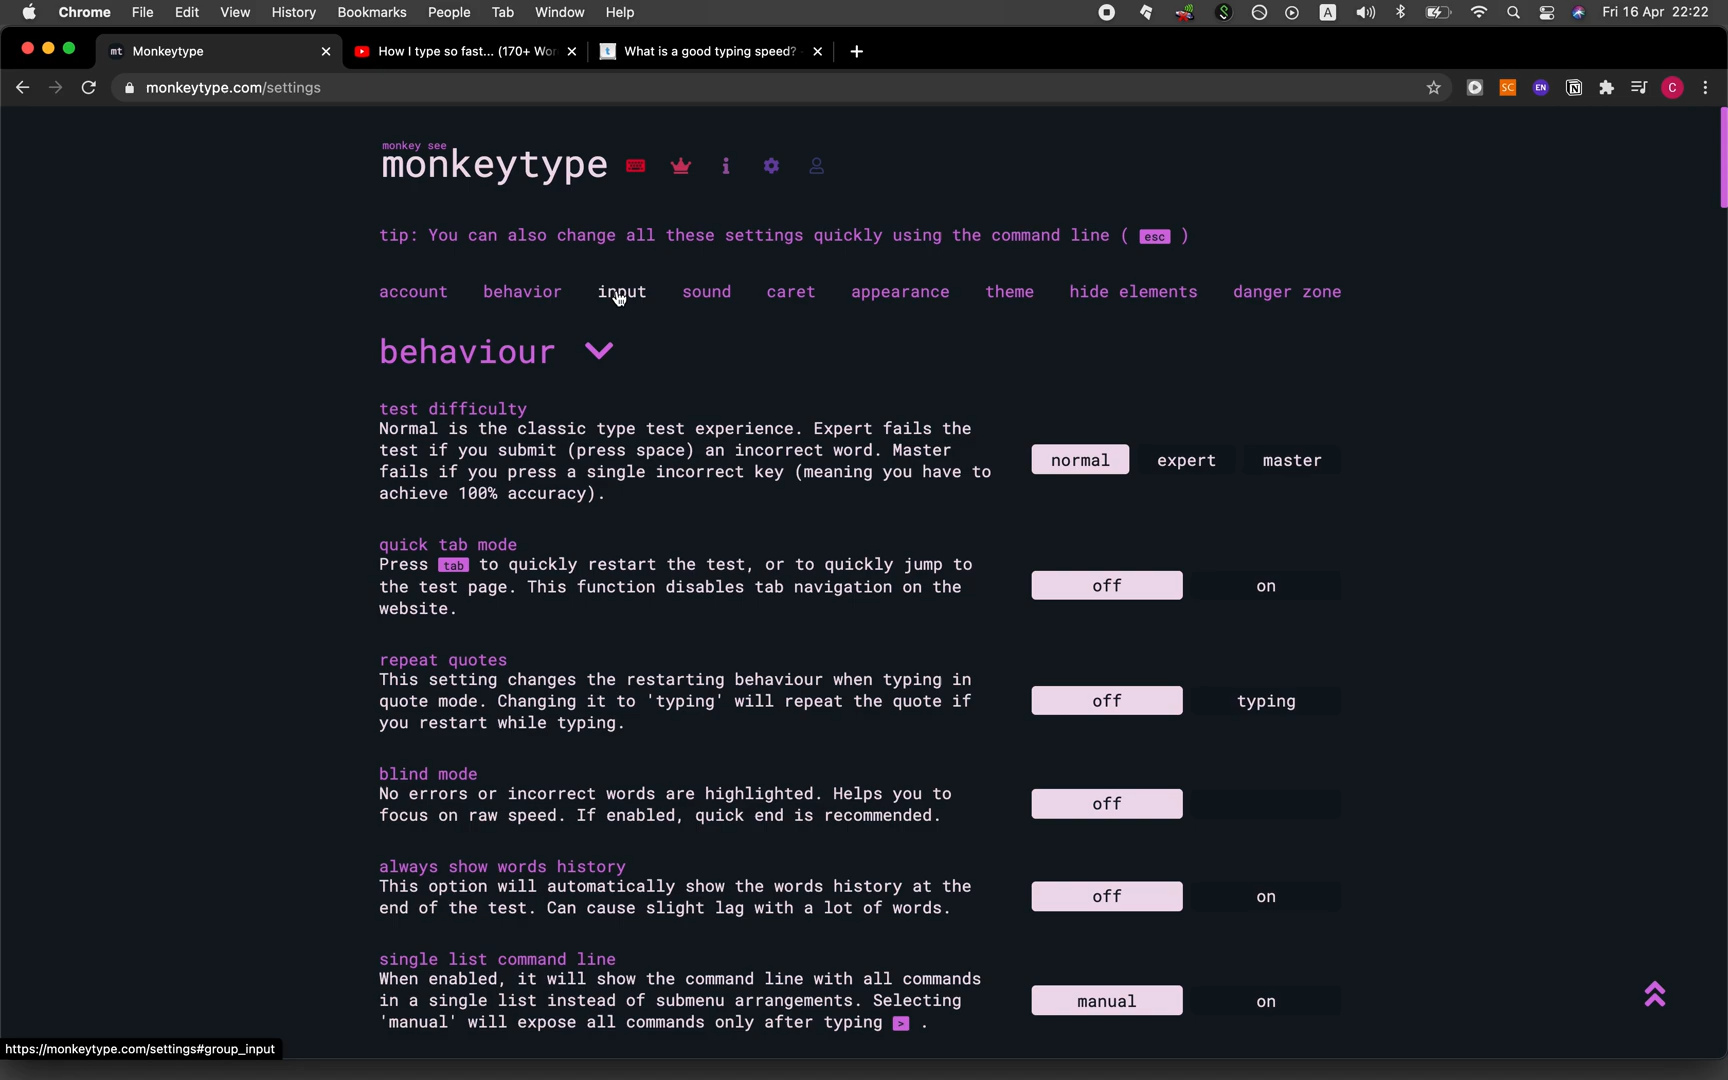 Chrome File Edit View History Bookmarks People Tab Window Help
A Fri 16 Apr 22:22
mt Monkeytype
How I type so fast... (170+ Wor
t What is a good typing speed?
monkeytype.com/settings
SC EN C
monkey see
monkeytype
tip: You can also change all these settings quickly using the command line ( esc )
account behavior input sound caret appearance theme hide elements danger zone
behaviour
test difficulty
Normal is the classic type test experience. Expert fails the
test if you submit (press space) an incorrect word. Master
fails if you press a single incorrect key (meaning you have to
achieve 100% accuracy).
normal expert master
quick tab mode
Press tab to quickly restart the test, or to quickly jump to
the test page. This function disables tab navigation on the
website.
off on
repeat quotes
This setting changes the restarting behaviour when typing in
quote mode. Changing it to 'typing' will repeat the quote if
you restart while typing.
off typing
blind mode
No errors or incorrect words are highlighted. Helps you to
focus on raw speed. If enabled, quick end is recommended.
off
always show words history
This option will automatically show the words history at the
end of the test. Can cause slight lag with a lot of words.
off on
single list command line
When enabled, it will show the command line with all commands
in a single list instead of submenu arrangements. Selecting
'manual' will expose all commands only after typing > .
manual on
https://monkeytype.com/settings#group_input